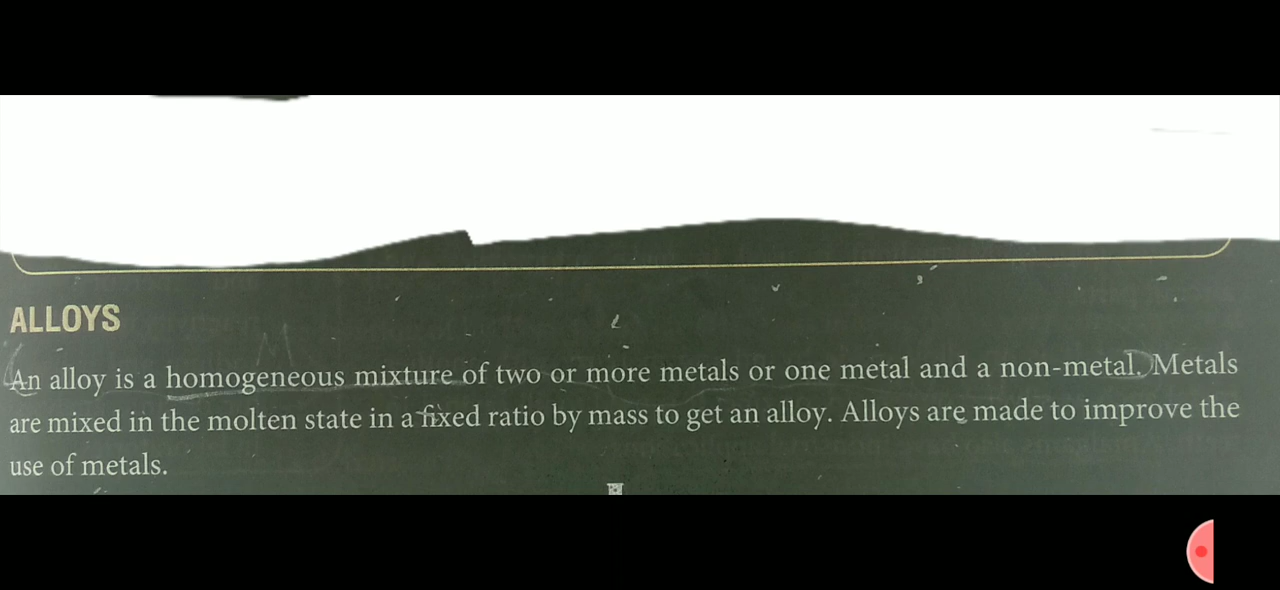 ALLOYS
An alloy is a homogeneous mixture of two or more metals or one metal and a non-metal. Metals
are mixed in the molten state in a fixed ratio by mass to get an alloy. Alloys are made to improve the
use of metals.